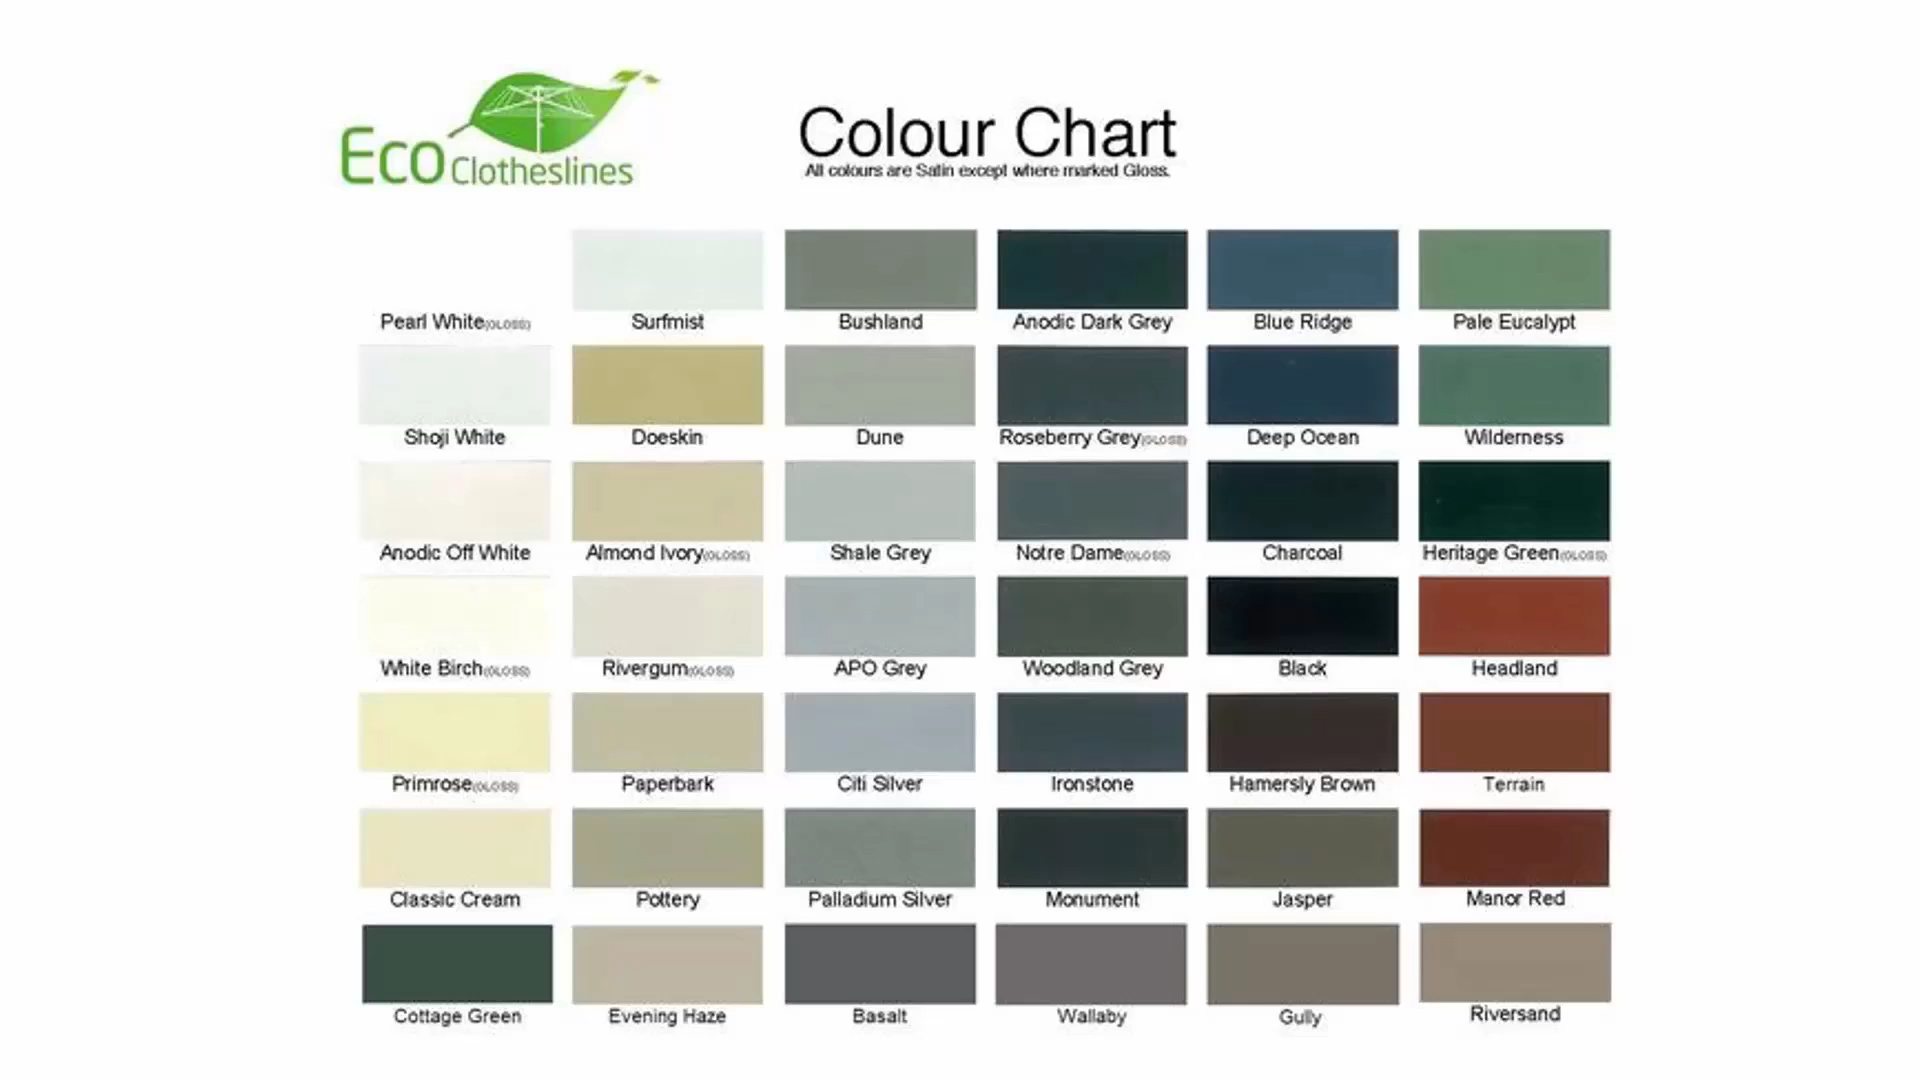 Eco Clotheslines
Colour Chart
All colours are Satin except where marked Gloss.
Pearl White(GLOSS) Surfmist Bushland Anodic Dark Grey Blue Ridge Pale Eucalypt
Shoji White Doeskin Dune Roseberry Grey(GLOSS) Deep Ocean Wilderness
Anodic Off White Almond Ivory(GLOSS) Shale Grey Notre Dame(GLOSS) Charcoal Heritage Green(GLOSS)
White Birch(GLOSS) Rivergum(GLOSS) APO Grey Woodland Grey Black Headland
Primrose(GLOSS) Paperbark Citi Silver Ironstone Hamersly Brown Terrain
Classic Cream Pottery Palladium Silver Monument Jasper Manor Red
Cottage Green Evening Haze Basalt Wallaby Gully Riversand